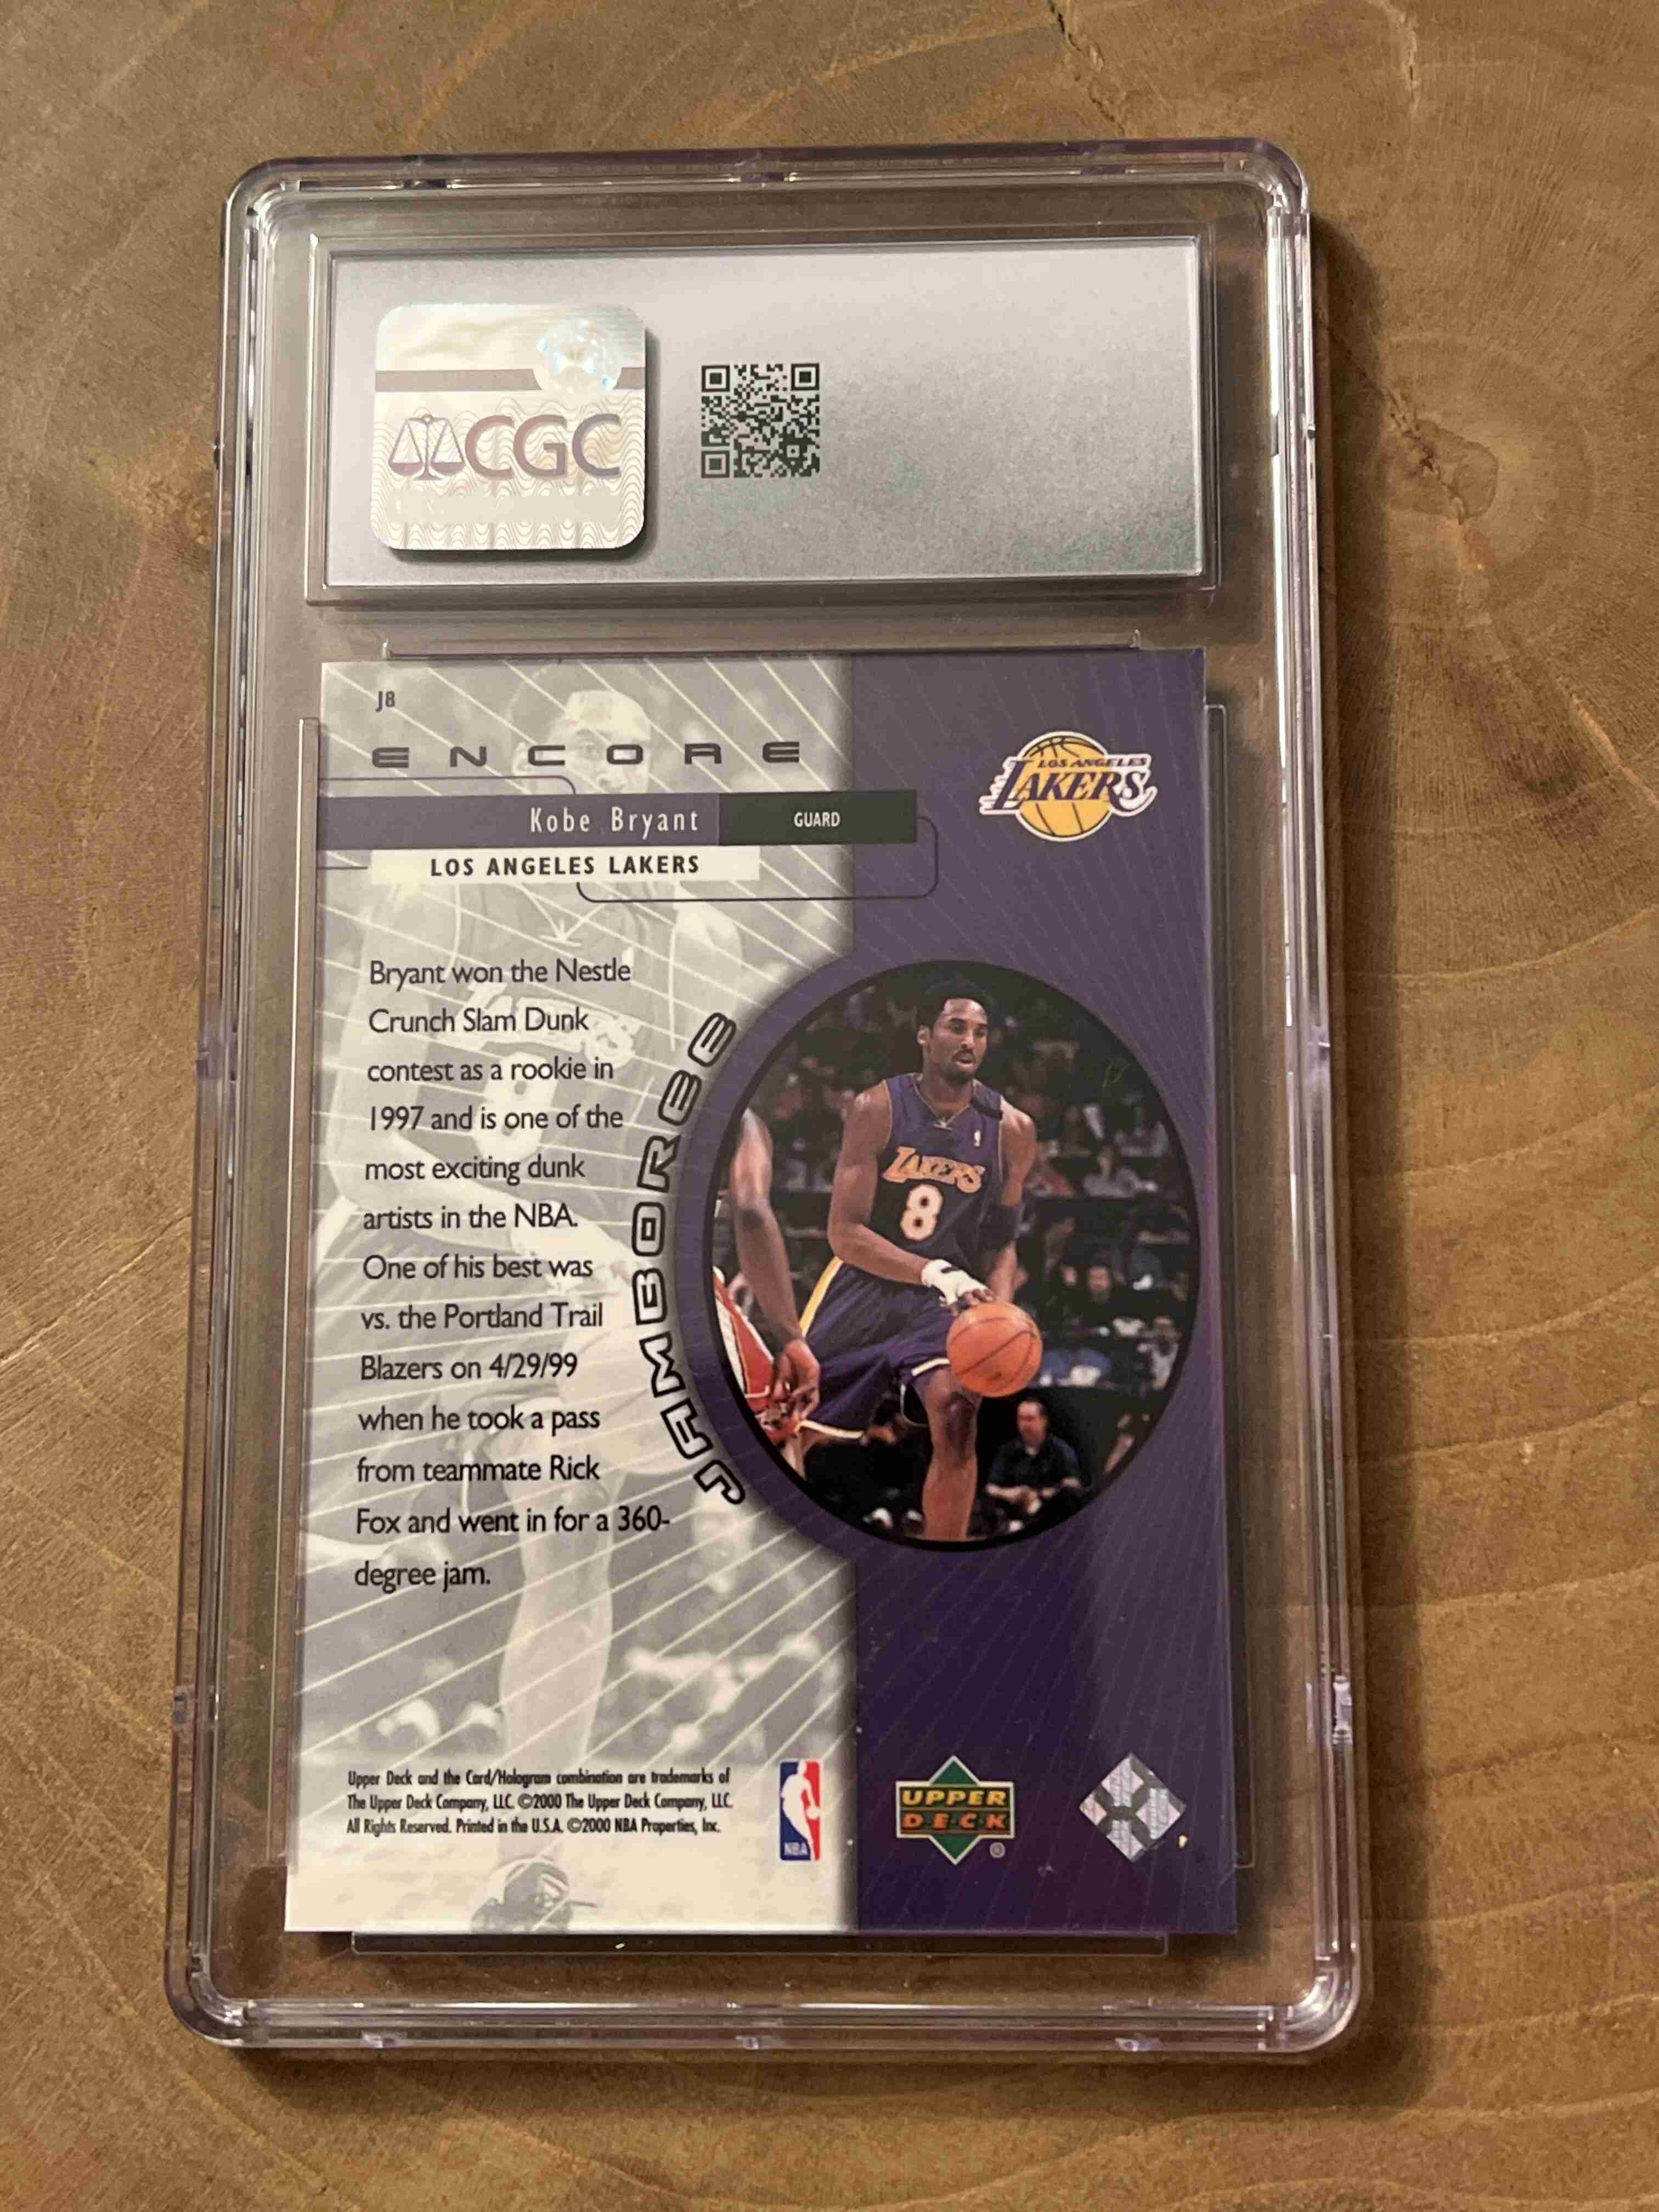 CGC
J8
ENCORE
Kobe Bryant
GUARD
LOS ANGELES LAKERS
LOS ANGELES
LAKERS
Bryant won the Nestle
Crunch Slam Dunk
contest as a rookie in
1997 and is one of the
most exciting dunk
artists in the NBA.
One of his best was
vs. the Portland Trail
Blazers on 4/29/99
when he took a pass
from teammate Rick
Fox and went in for a 360-
degree jam.
JAMBOREE
LAKERS
8
Upper Deck and the Card/Hologram combination are trademarks of
The Upper Deck Company, LLC. ©2000 The Upper Deck Company, LLC.
All Rights Reserved. Printed in the U.S.A. ©2000 NBA Properties, Inc.
NBA
UPPER
DECK
®